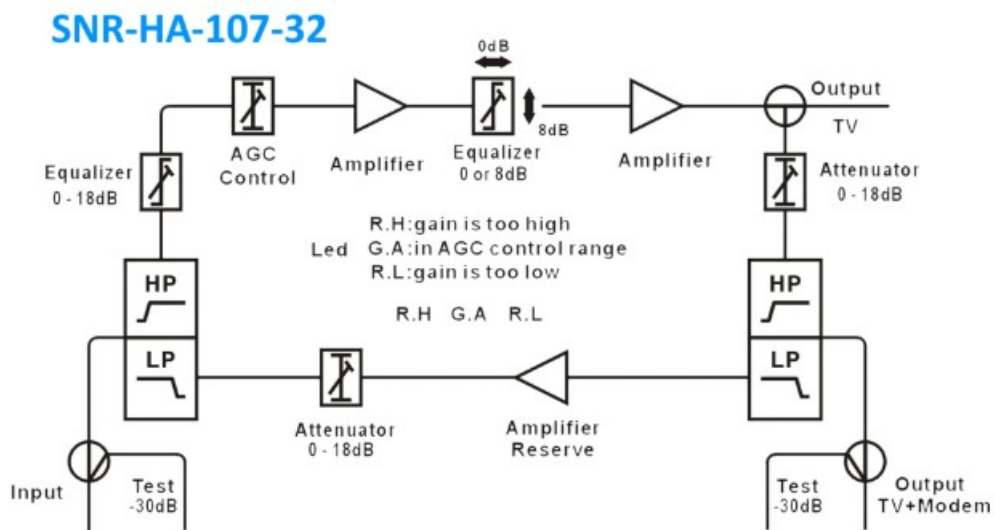 SNR-HA-107-32
0dB
Output
TV
8dB
AGC
Control
Amplifier
Equalizer
0 or 8dB
Amplifier
Equalizer
0 - 18dB
Attenuator
0 - 18dB
R.H:gain is too high
Led G.A:in AGC control range
R.L:gain is too low
R.H G.A R.L
HP
HP
LP
LP
Attenuator
0 - 18dB
Amplifier
Reserve
Input
Test
-30dB
Test
-30dB
Output
TV+Modem